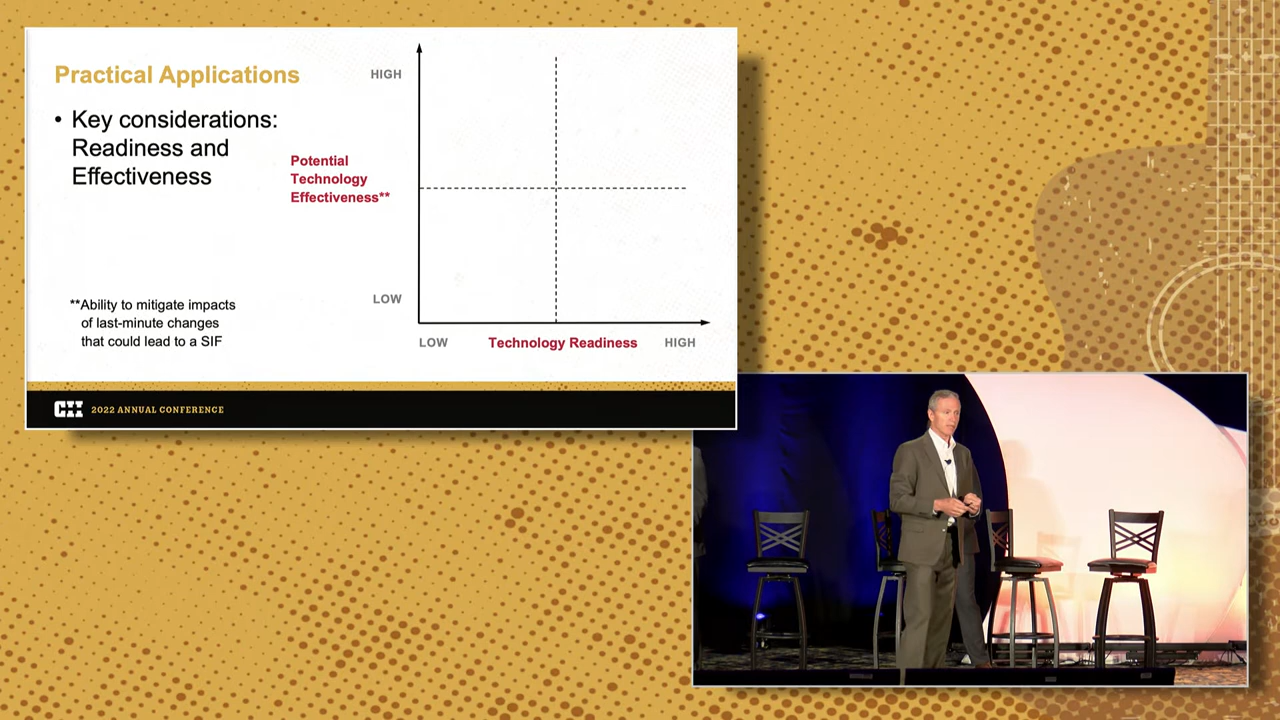 Practical Applications
• Key considerations:
Readiness and
Effectiveness
**Ability to mitigate impacts
of last-minute changes
that could lead to a SIF
HIGH
Potential
Technology
Effectiveness**
LOW
LOW
Technology Readiness
HIGH
CII
2022 ANNUAL CONFERENCE